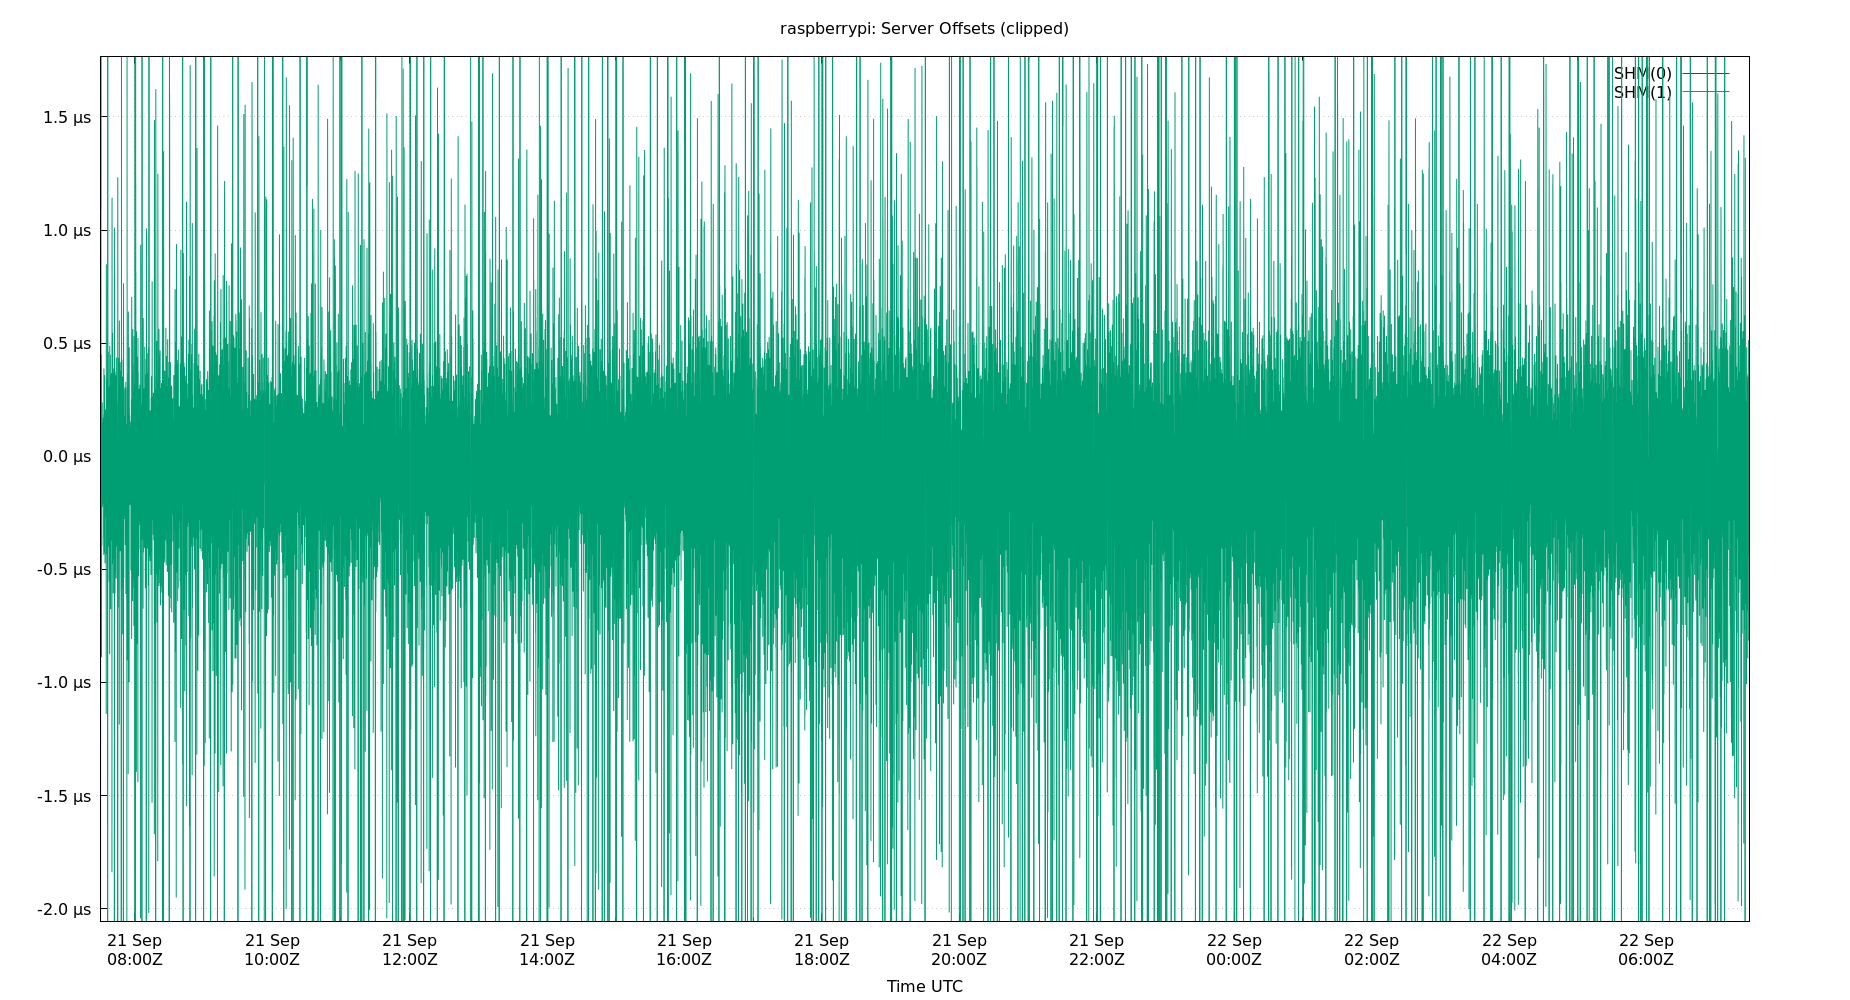 raspberrypi: Server Offsets (clipped)
SHM(0)
SHM(1)
1.5 µs
1.0 µs
0.5 µs
0.0 µs
-0.5 µs
-1.0 µs
-1.5 µs
-2.0 µs
21 Sep 21 Sep 21 Sep 21 Sep 21 Sep 21 Sep 21 Sep 21 Sep 22 Sep 22 Sep 22 Sep 22 Sep
08:00Z 10:00Z 12:00Z 14:00Z 16:00Z 18:00Z 20:00Z 22:00Z 00:00Z 02:00Z 04:00Z 06:00Z
Time UTC